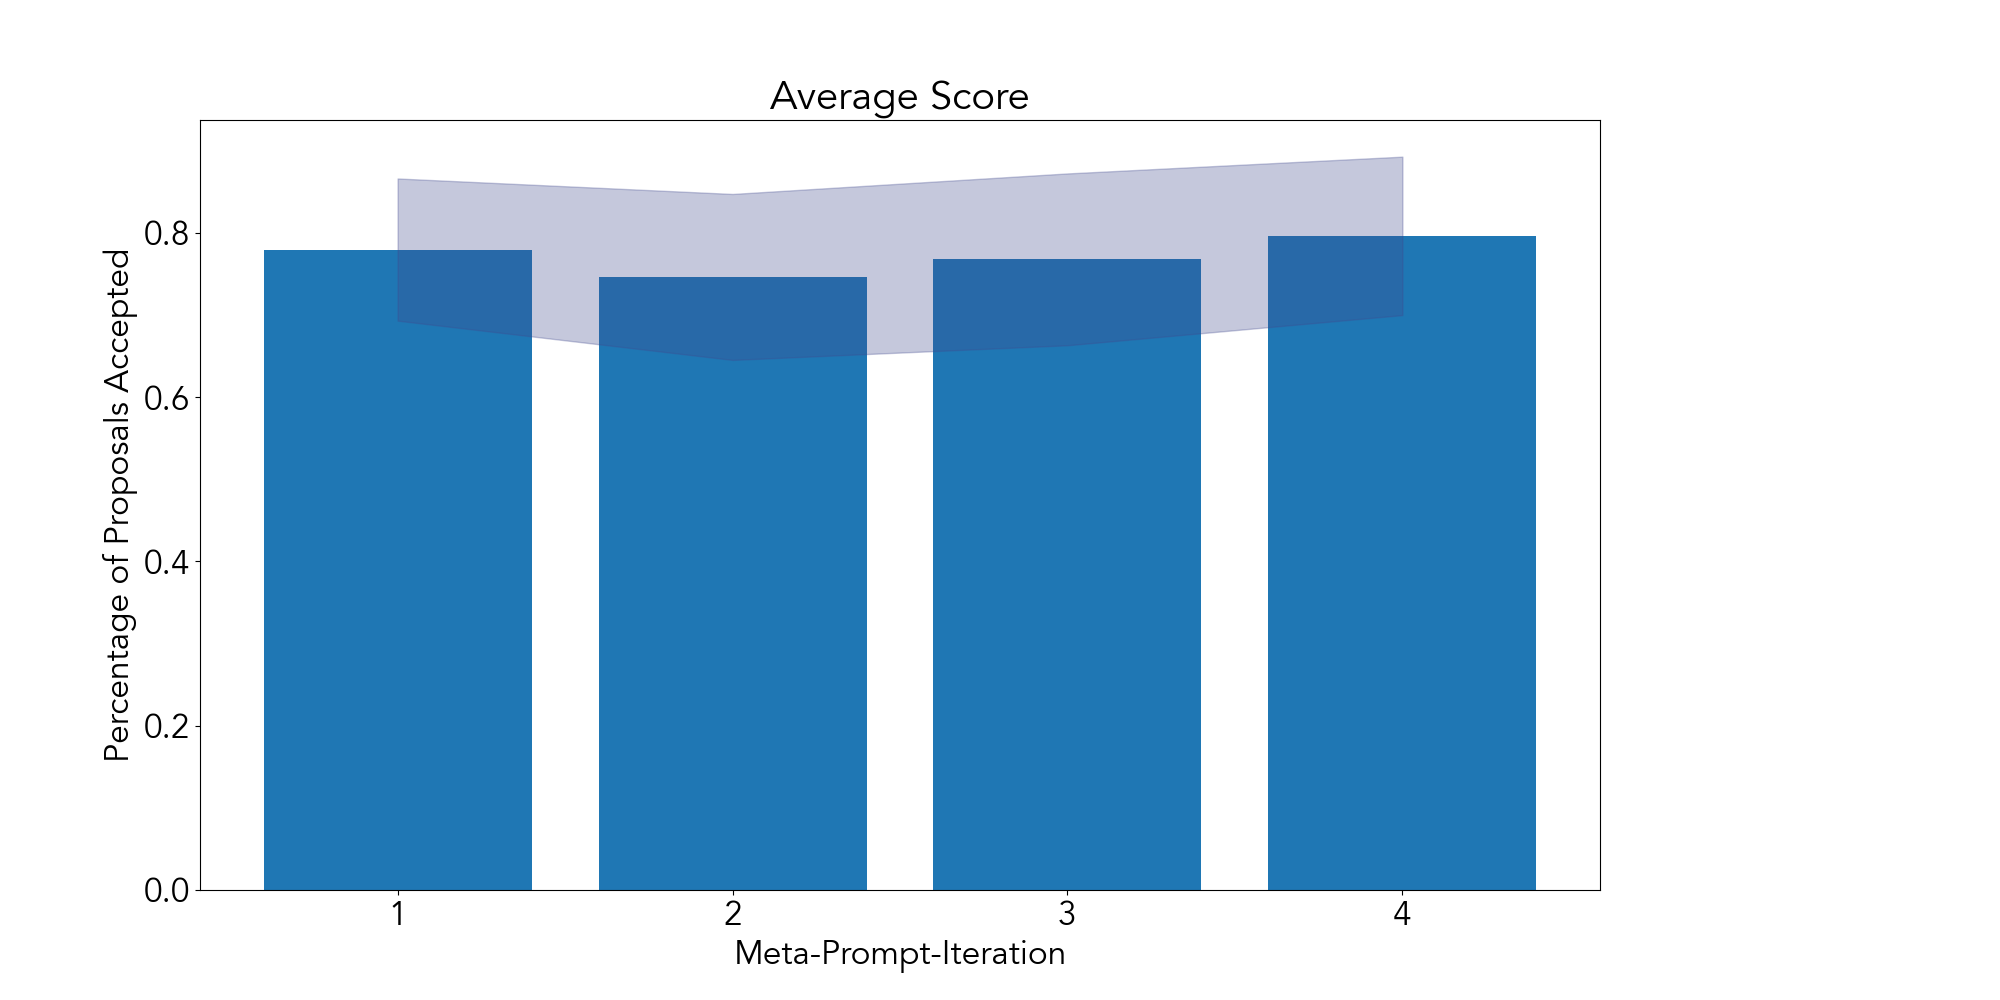 Average Score
Percentage of Proposals Accepted
0.8
0.6
0.4
0.2
0.0
1 2 3 4
Meta-Prompt-Iteration